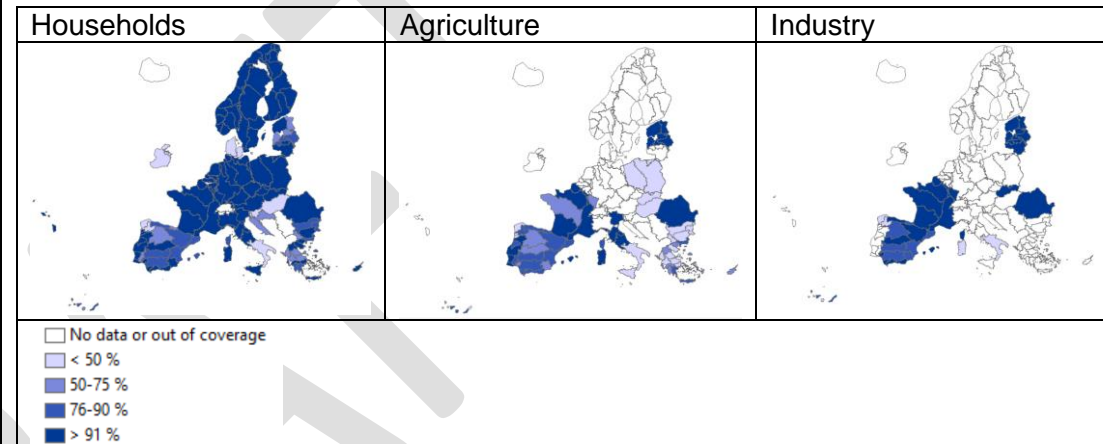 Households Agriculture Industry
No data or out of coverage
< 50 %
50-75 %
76-90 %
> 91 %